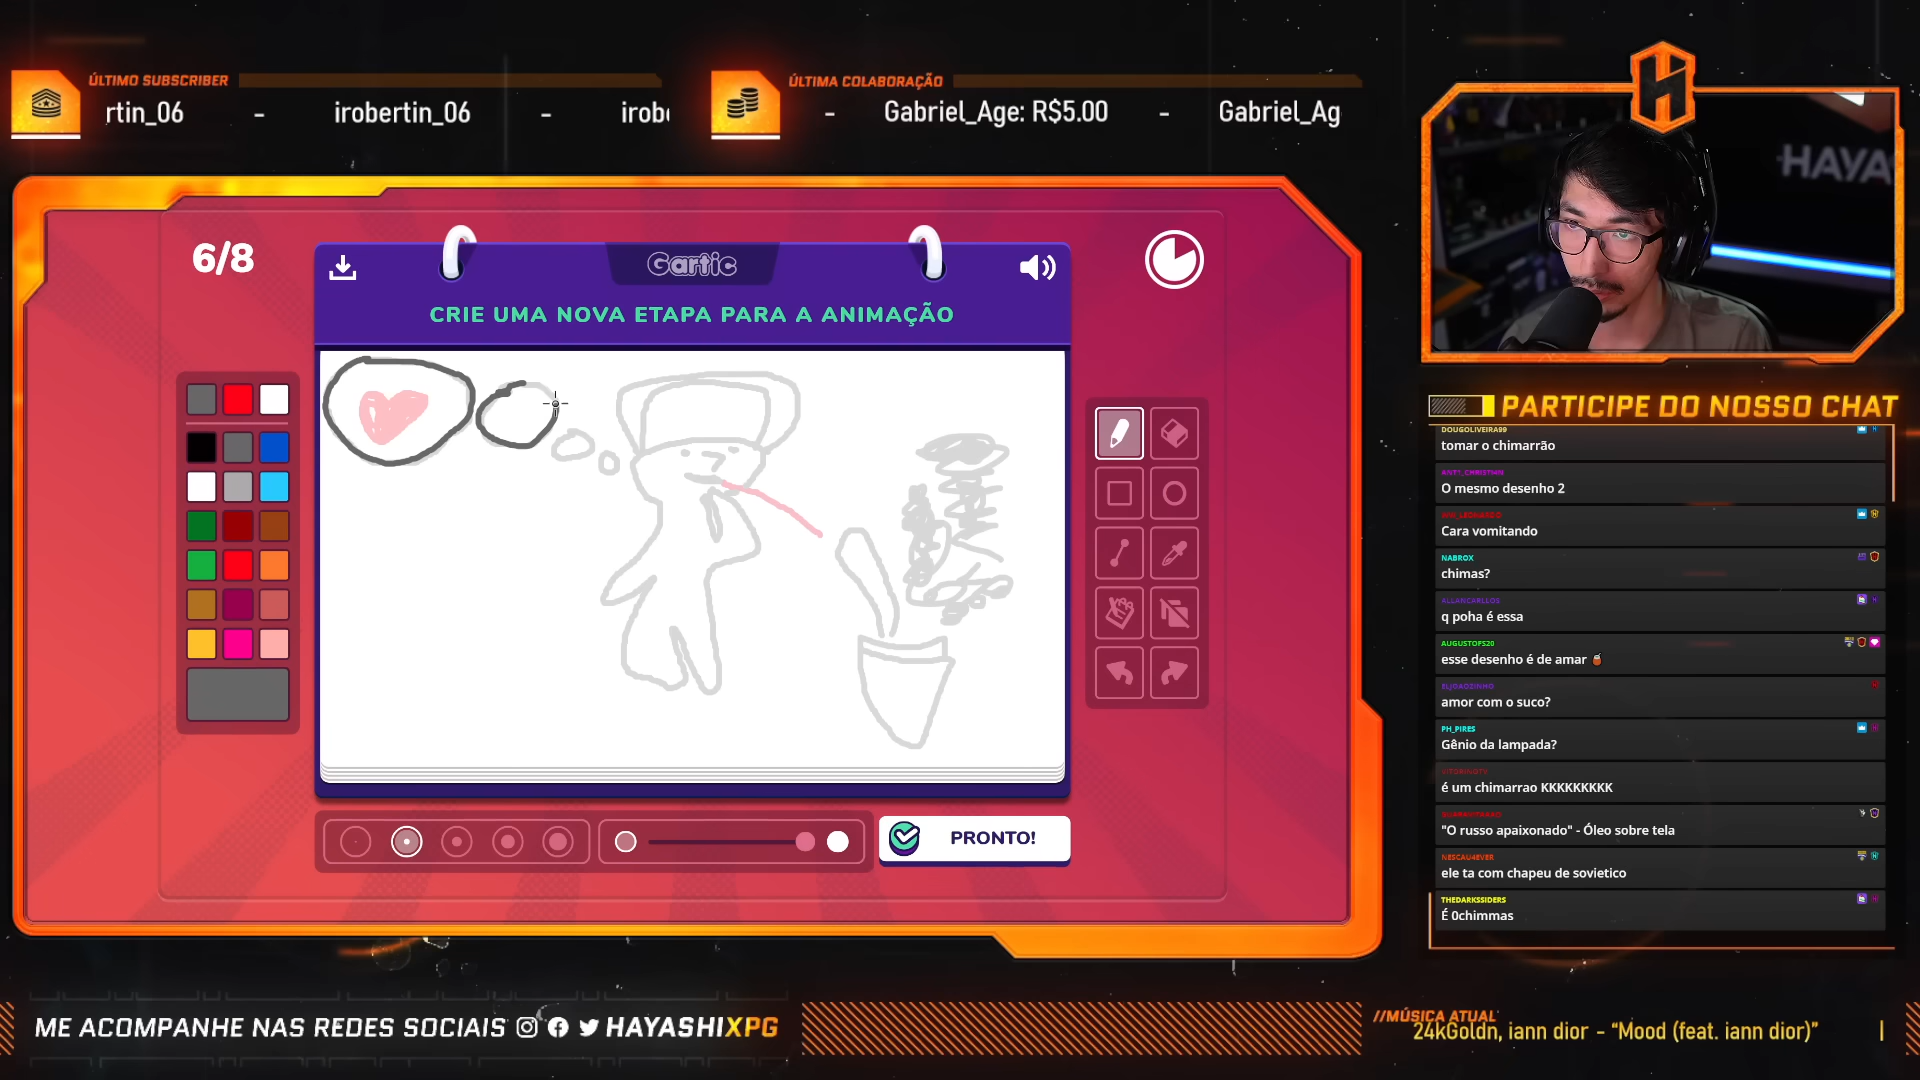 ÚLTIMO SUBSCRIBER
rtin_06 - irobertin_06 - irob
ÚLTIMA COLABORAÇÃO
- Gabriel_Age: R$5.00 - Gabriel_Ag
HAYA
6/8
Gartic
CRIE UMA NOVA ETAPA PARA A ANIMAÇÃO
PRONTO!
PARTICIPE DO NOSSO CHAT
DOUGOLIVEIRA99
tomar o chimarrão
ANTY_CHRISTIAN
O mesmo desenho 2
Cara vomitando
NABROX
chimas?
ALLANCARLLOS
q poha é essa
AUGUSTOFS20
esse desenho é de amar 🧉
ELJOAOZINHO
amor com o suco?
PH_PIRES
Gênio da lampada?
é um chimarrao KKKKKKKKK
"O russo apaixonado" - Óleo sobre tela
NESCAU4EVER
ele ta com chapeu de sovietico
THEDARKSSIDERS
É 0chimmas
ME ACOMPANHE NAS REDES SOCIAIS HAYASHIXPG
//MÚSICA ATUAL
24kGoldn, iann dior - “Mood (feat. iann dior)”